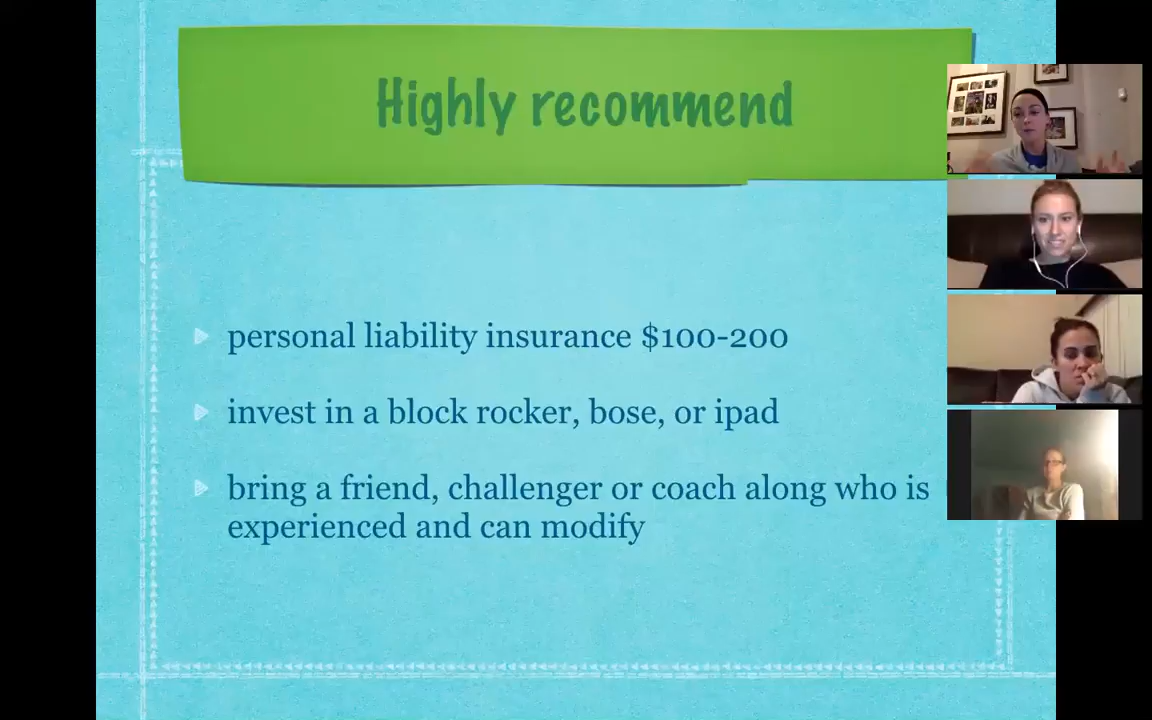 Highly recommend
personal liability insurance $100-200
invest in a block rocker, bose, or ipad
bring a friend, challenger or coach along who is
experienced and can modify